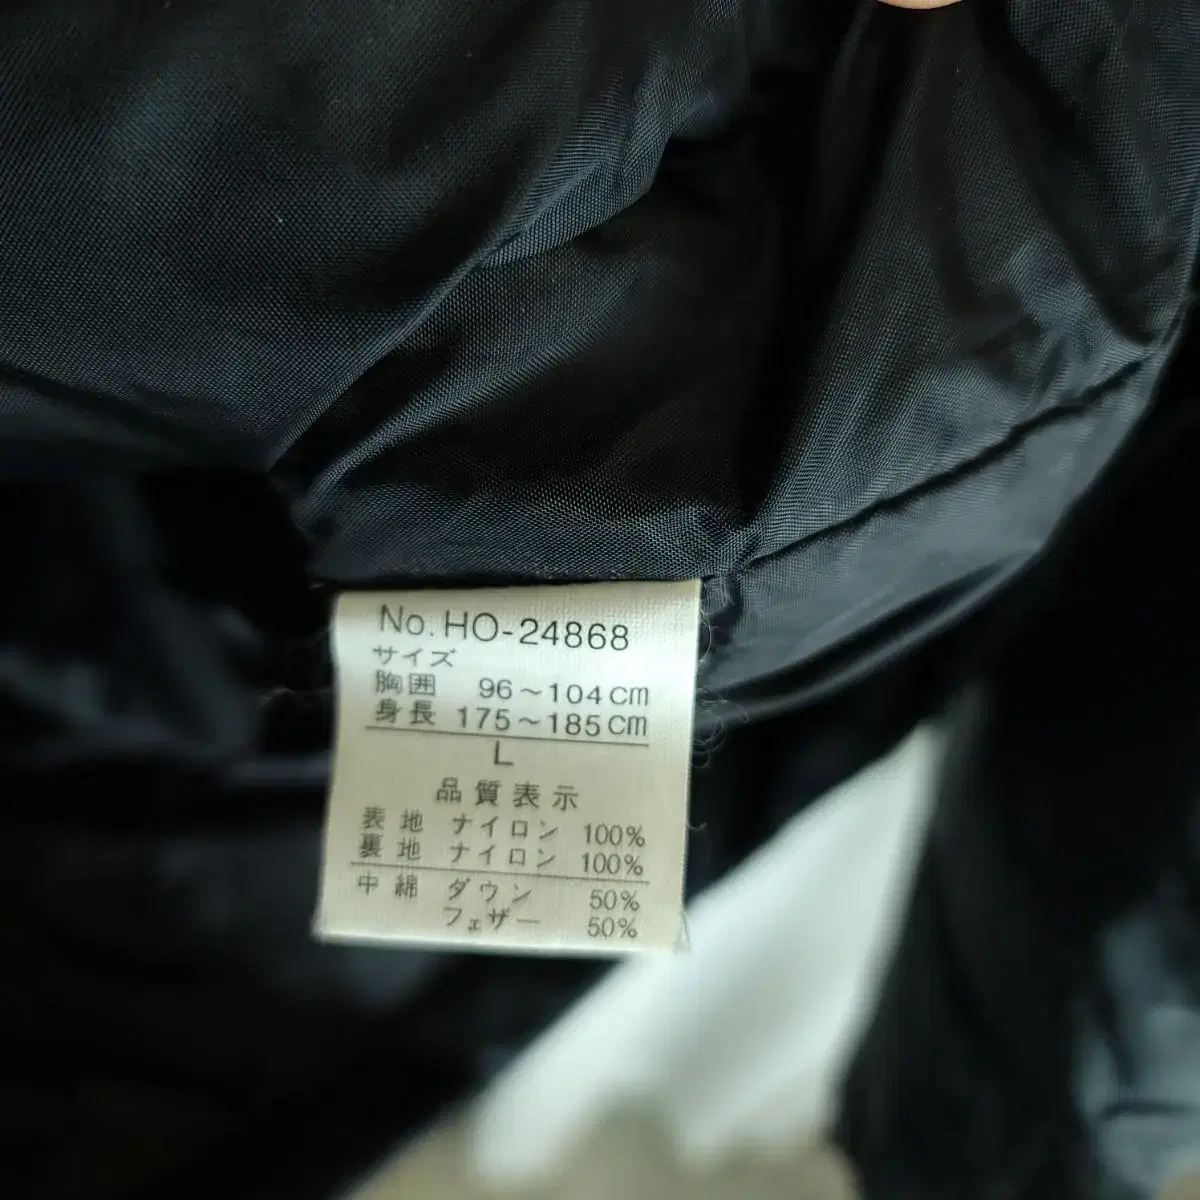 No. HO-24868
サイズ
胸囲 96～104cm
身長 175～185cm
L
品質表示
表地 ナイロン 100%
裏地 ナイロン 100%
中綿 ダウン 50%
フェザー 50%